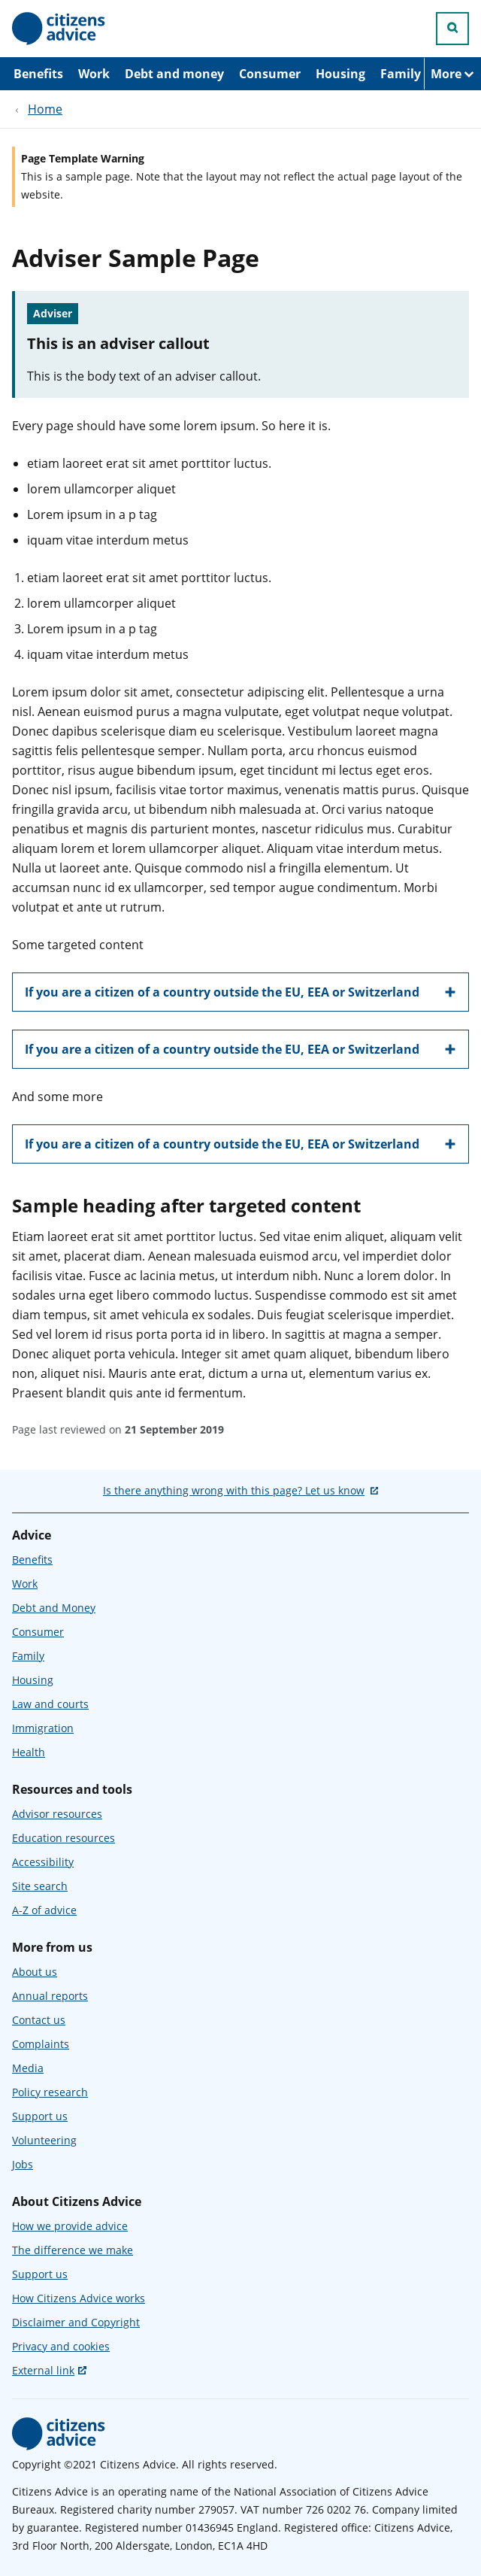 citizens
advice
Benefits Work Debt and money Consumer Housing Family More
‹ Home
Page Template Warning
This is a sample page. Note that the layout may not reflect the actual page layout of the
website.
Adviser Sample Page
Adviser
This is an adviser callout
This is the body text of an adviser callout.
Every page should have some lorem ipsum. So here it is.
• etiam laoreet erat sit amet porttitor luctus.
• lorem ullamcorper aliquet
• Lorem ipsum in a p tag
• iquam vitae interdum metus
1. etiam laoreet erat sit amet porttitor luctus.
2. lorem ullamcorper aliquet
3. Lorem ipsum in a p tag
4. iquam vitae interdum metus
Lorem ipsum dolor sit amet, consectetur adipiscing elit. Pellentesque a urna
nisl. Aenean euismod purus a magna vulputate, eget volutpat neque volutpat.
Donec dapibus scelerisque diam eu scelerisque. Vestibulum laoreet magna
sagittis felis pellentesque semper. Nullam porta, arcu rhoncus euismod
porttitor, risus augue bibendum ipsum, eget tincidunt mi lectus eget eros.
Donec nisl ipsum, facilisis vitae tortor maximus, venenatis mattis purus. Quisque
fringilla gravida arcu, ut bibendum nibh malesuada at. Orci varius natoque
penatibus et magnis dis parturient montes, nascetur ridiculus mus. Curabitur
aliquam lorem et lorem ullamcorper aliquet. Aliquam vitae interdum metus.
Nulla ut laoreet ante. Quisque commodo nisl a fringilla elementum. Ut
accumsan nunc id ex ullamcorper, sed tempor augue condimentum. Morbi
volutpat et ante ut rutrum.
Some targeted content
If you are a citizen of a country outside the EU, EEA or Switzerland
If you are a citizen of a country outside the EU, EEA or Switzerland
And some more
If you are a citizen of a country outside the EU, EEA or Switzerland
Sample heading after targeted content
Etiam laoreet erat sit amet porttitor luctus. Sed vitae enim aliquet, aliquam velit
sit amet, placerat diam. Aenean malesuada euismod arcu, vel imperdiet dolor
facilisis vitae. Fusce ac lacinia metus, ut interdum nibh. Nunc a lorem dolor. In
sodales urna eget libero commodo luctus. Suspendisse commodo est sit amet
diam tempus, sit amet vehicula ex sodales. Duis feugiat scelerisque imperdiet.
Sed vel lorem id risus porta porta id in libero. In sagittis at magna a semper.
Donec aliquet porta vehicula. Integer sit amet quam aliquet, bibendum libero
non, aliquet nisi. Mauris ante erat, dictum a urna ut, elementum varius ex.
Praesent blandit quis ante id fermentum.
Page last reviewed on 21 September 2019
Is there anything wrong with this page? Let us know
Advice
Benefits
Work
Debt and Money
Consumer
Family
Housing
Law and courts
Immigration
Health
Resources and tools
Advisor resources
Education resources
Accessibility
Site search
A-Z of advice
More from us
About us
Annual reports
Contact us
Complaints
Media
Policy research
Support us
Volunteering
Jobs
About Citizens Advice
How we provide advice
The difference we make
Support us
How Citizens Advice works
Disclaimer and Copyright
Privacy and cookies
External link
citizens
advice
Copyright ©2021 Citizens Advice. All rights reserved.
Citizens Advice is an operating name of the National Association of Citizens Advice
Bureaux. Registered charity number 279057. VAT number 726 0202 76. Company limited
by guarantee. Registered number 01436945 England. Registered office: Citizens Advice,
3rd Floor North, 200 Aldersgate, London, EC1A 4HD